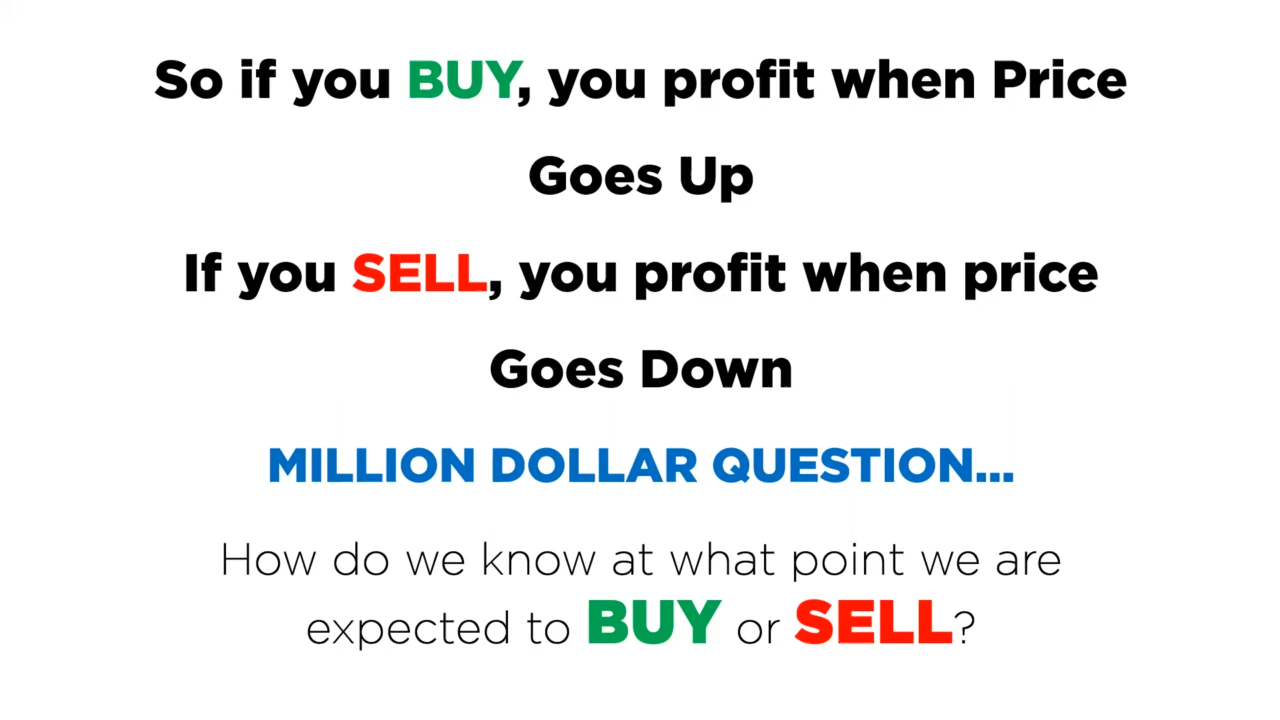 So if you BUY, you profit when Price
Goes Up
If you SELL, you profit when price
Goes Down
MILLION DOLLAR QUESTION...
How do we know at what point we are
expected to BUY or SELL?